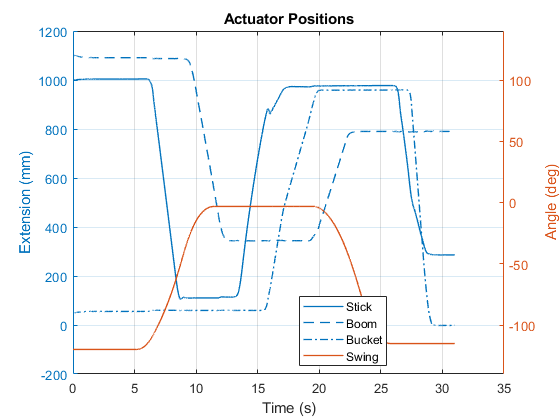 Actuator Positions
1200
1000
800
600
400
200
0
-200
Extension (mm)
100
50
0
-50
-100
Angle (deg)
Stick
Boom
Bucket
Swing
0 5 10 15 20 25 30 35
Time (s)